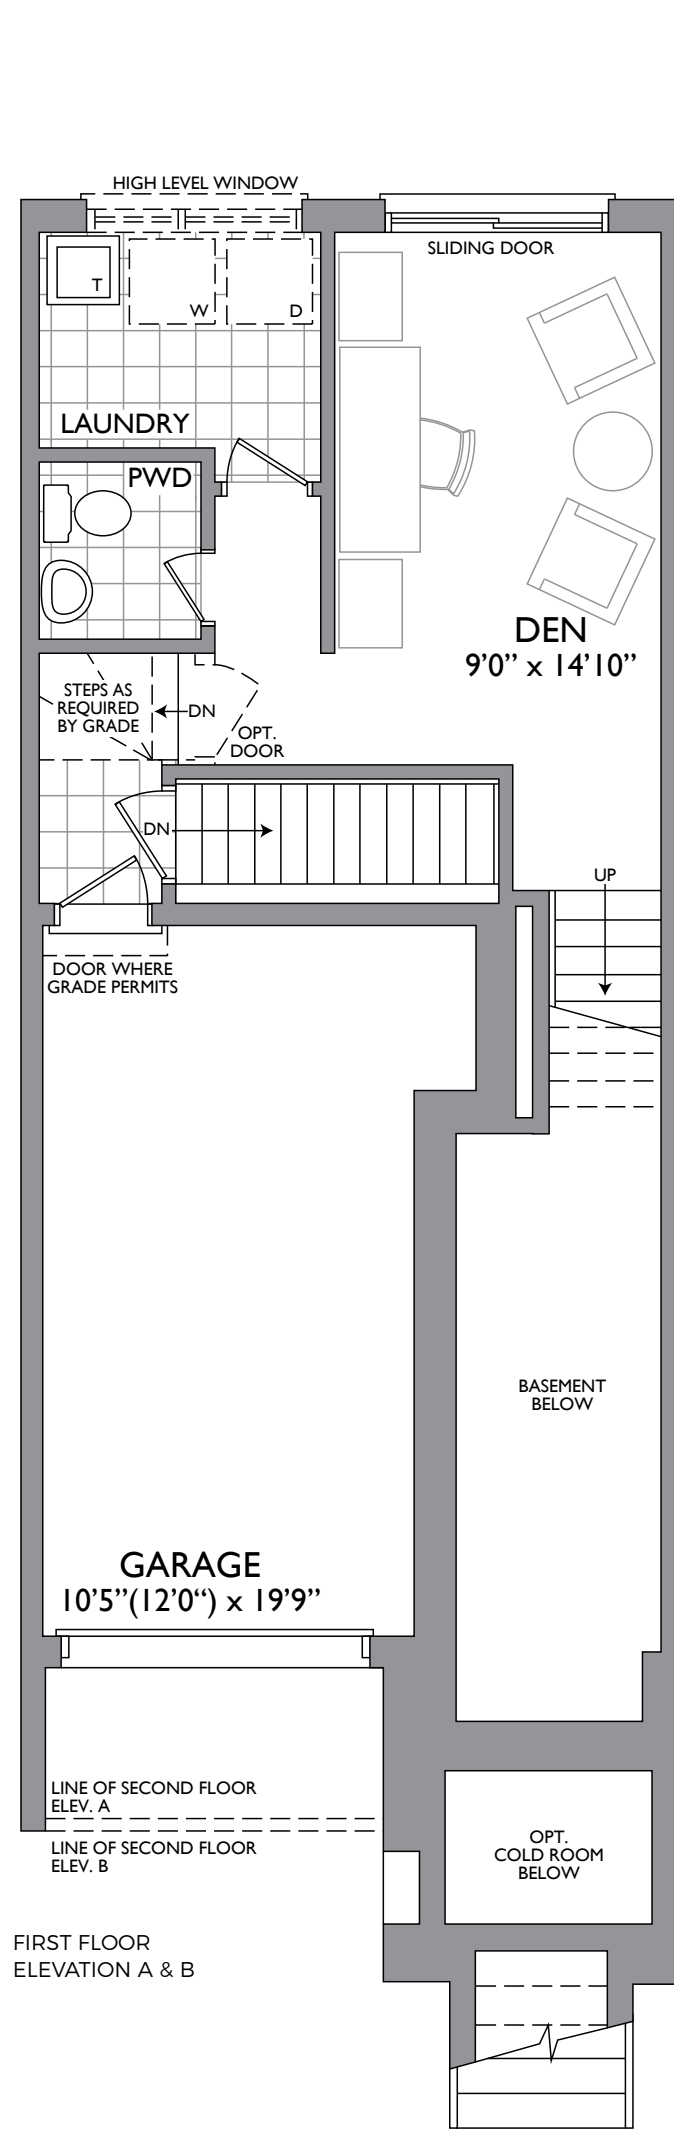 HIGH LEVEL WINDOW
SLIDING DOOR
T
W
D
LAUNDRY
PWD
DEN
9'0” x 14'10”
STEPS AS
REQUIRED
BY GRADE
DN
OPT.
DOOR
DN
UP
DOOR WHERE
GRADE PERMITS
BASEMENT
BELOW
GARAGE
10'5”(12'0“) x 19'9”
LINE OF SECOND FLOOR
ELEV. A
LINE OF SECOND FLOOR
ELEV. B
OPT.
COLD ROOM
BELOW
FIRST FLOOR
ELEVATION A & B